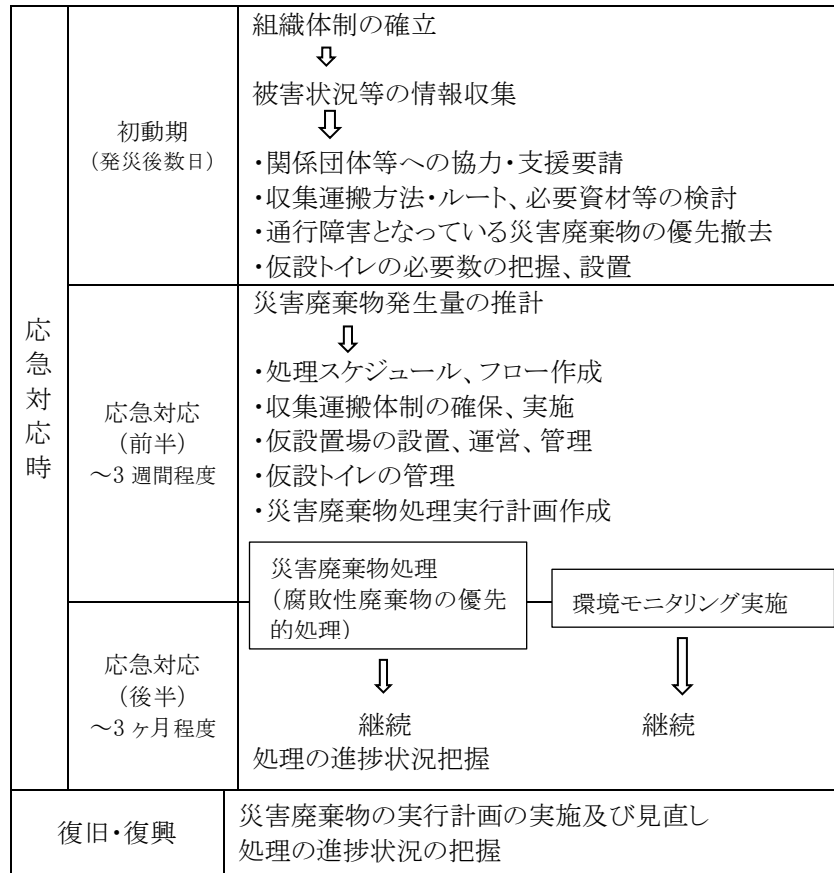 応急対応時
初動期
(発災後数日)
組織体制の確立
⇩
被害状況等の情報収集
⇩
・関係団体等への協力・支援要請
・収集運搬方法・ルート、必要資材等の検討
・通行障害となっている災害廃棄物の優先撤去
・仮設トイレの必要数の把握、設置
応急対応
(前半)
～3 週間程度
災害廃棄物発生量の推計
⇩
・処理スケジュール、フロー作成
・収集運搬体制の確保、実施
・仮設置場の設置、運営、管理
・仮設トイレの管理
・災害廃棄物処理実行計画作成
災害廃棄物処理
(腐敗性廃棄物の優先
的処理)
環境モニタリング実施
応急対応
(後半)
～3 ヶ月程度
⇩ ⇩
継続 継続
処理の進捗状況把握
復旧・復興
災害廃棄物の実行計画の実施及び見直し
処理の進捗状況の把握